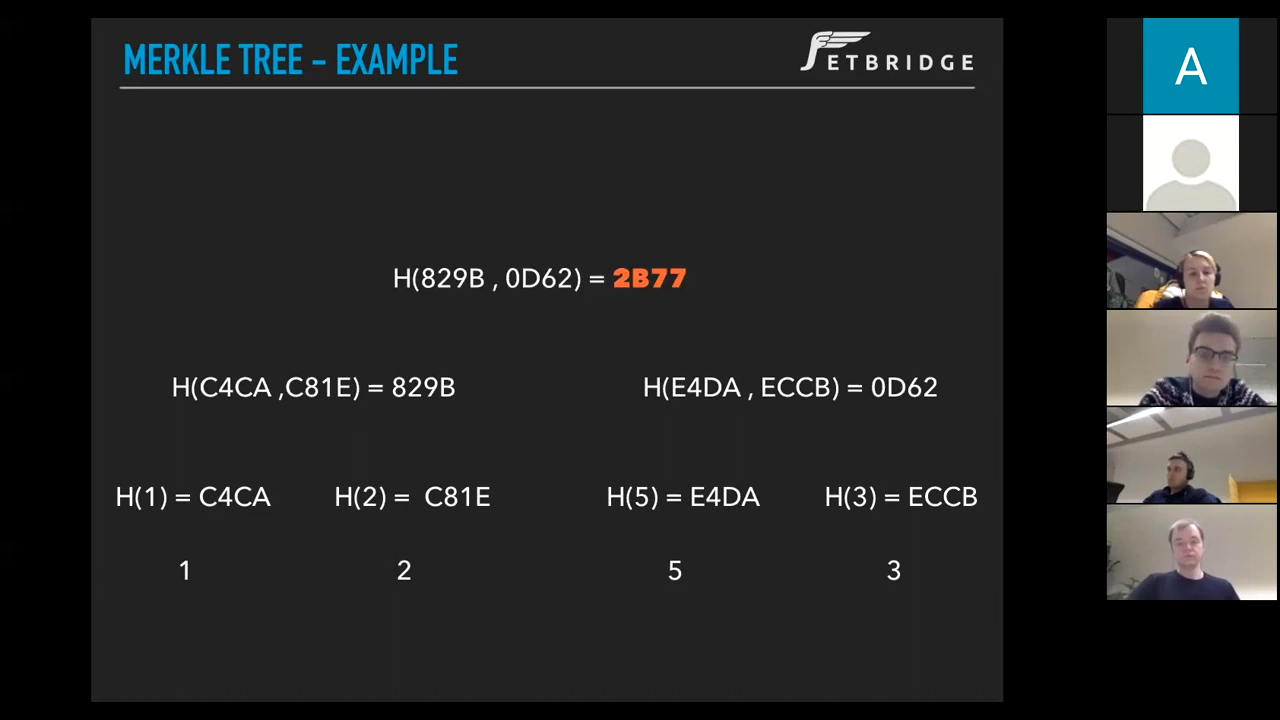 MERKLE TREE – EXAMPLE
JETBRIDGE
H(829B , 0D62) = 2B77
H(C4CA ,C81E) = 829B
H(E4DA , ECCB) = 0D62
H(1) = C4CA
H(2) = C81E
H(5) = E4DA
H(3) = ECCB
1
2
5
3
A